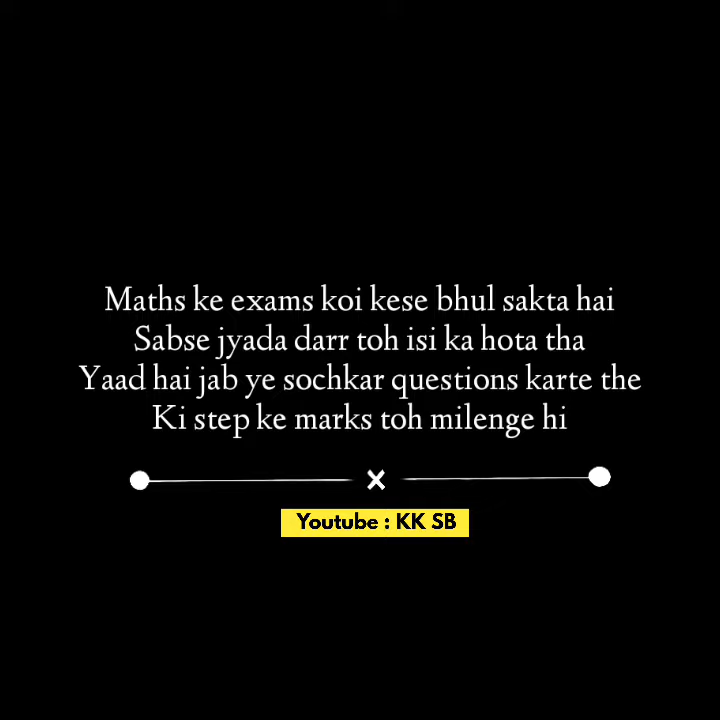 Maths ke exams koi kese bhul sakta hai
Sabse jyada darr toh isi ka hota tha
Yaad hai jab ye sochkar questions karte the
Ki step ke marks toh milenge hi
Youtube : KK SB